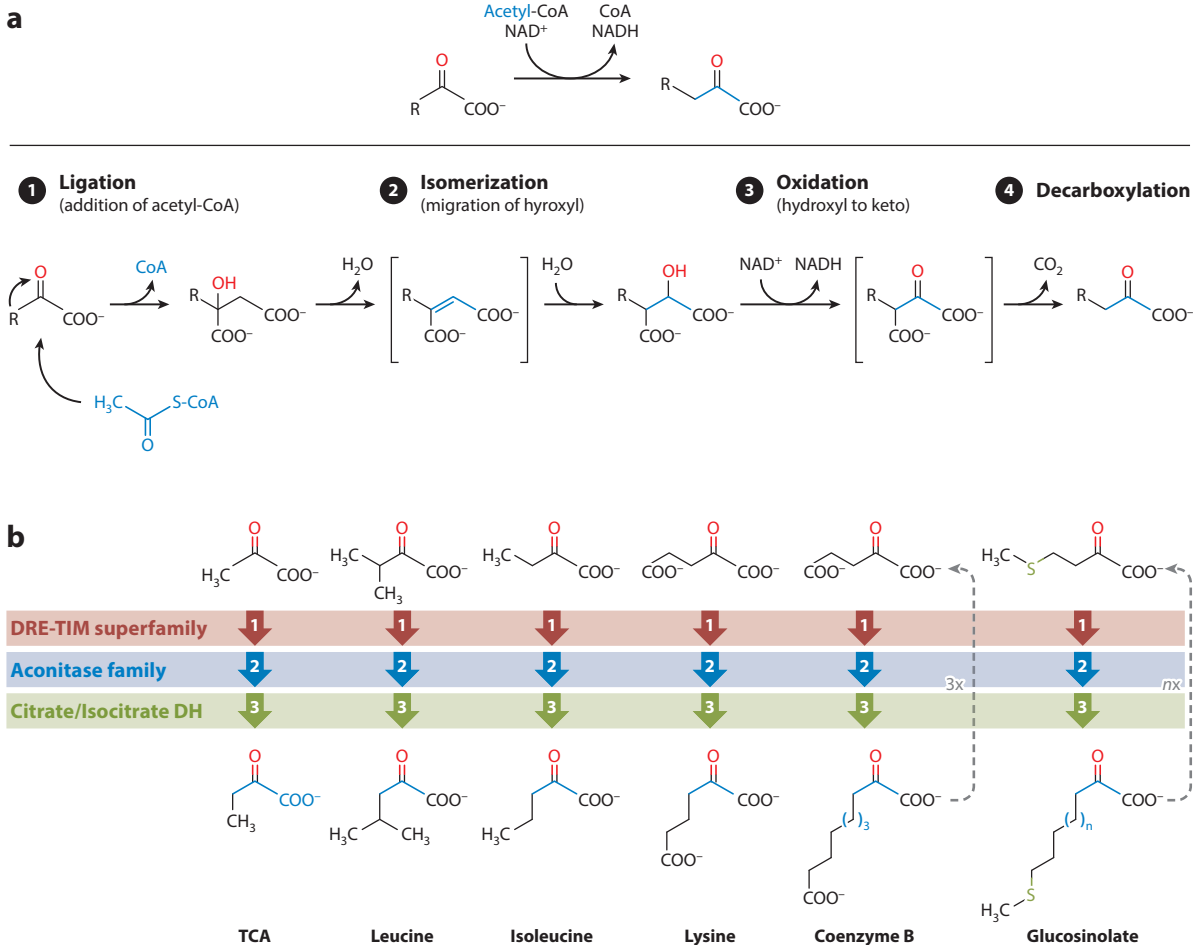 a
Acetyl-CoA CoA
NAD⁺ NADH
O O
R COO⁻ R COO⁻
1 Ligation 2 Isomerization 3 Oxidation 4 Decarboxylation
(addition of acetyl-CoA) (migration of hyroxyl) (hydroxyl to keto)
O CoA OH H₂O H₂O OH NAD⁺ NADH O CO₂ O
R COO⁻ R COO⁻ COO⁻ R COO⁻ COO⁻ R COO⁻ COO⁻ R COO⁻ COO⁻ R COO⁻
H₃C S-CoA
O
b
O O O O O O
H₃C COO⁻ H₃C CH₃ COO⁻ H₃C COO⁻ COO⁻ COO⁻ COO⁻ COO⁻ H₃C S COO⁻
DRE-TIM superfamily 1 1 1 1 1 1
Aconitase family 2 2 2 2 2 2
3x nx
Citrate/Isocitrate DH 3 3 3 3 3 3
O O O O O O
COO⁻ COO⁻ COO⁻ COO⁻ COO⁻ COO⁻
CH₃ H₃C CH₃ H₃C COO⁻ ( )₃ COO⁻ ( )ₙ S H₃C
TCA Leucine Isoleucine Lysine Coenzyme B Glucosinolate